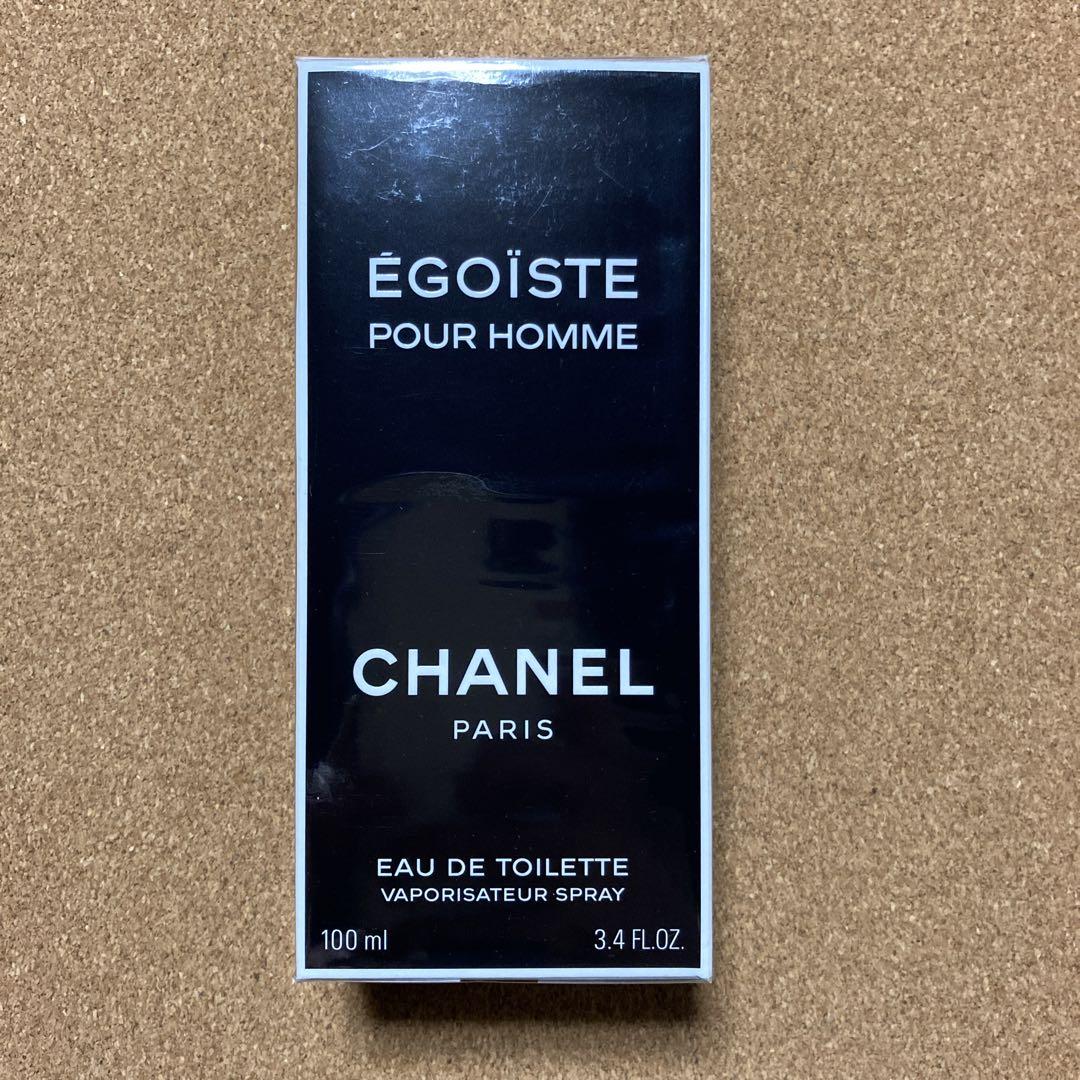 ÉGOÏSTE
POUR HOMME
CHANEL
PARIS
EAU DE TOILETTE
VAPORISATEUR SPRAY
100 ml 3.4 FL.OZ.